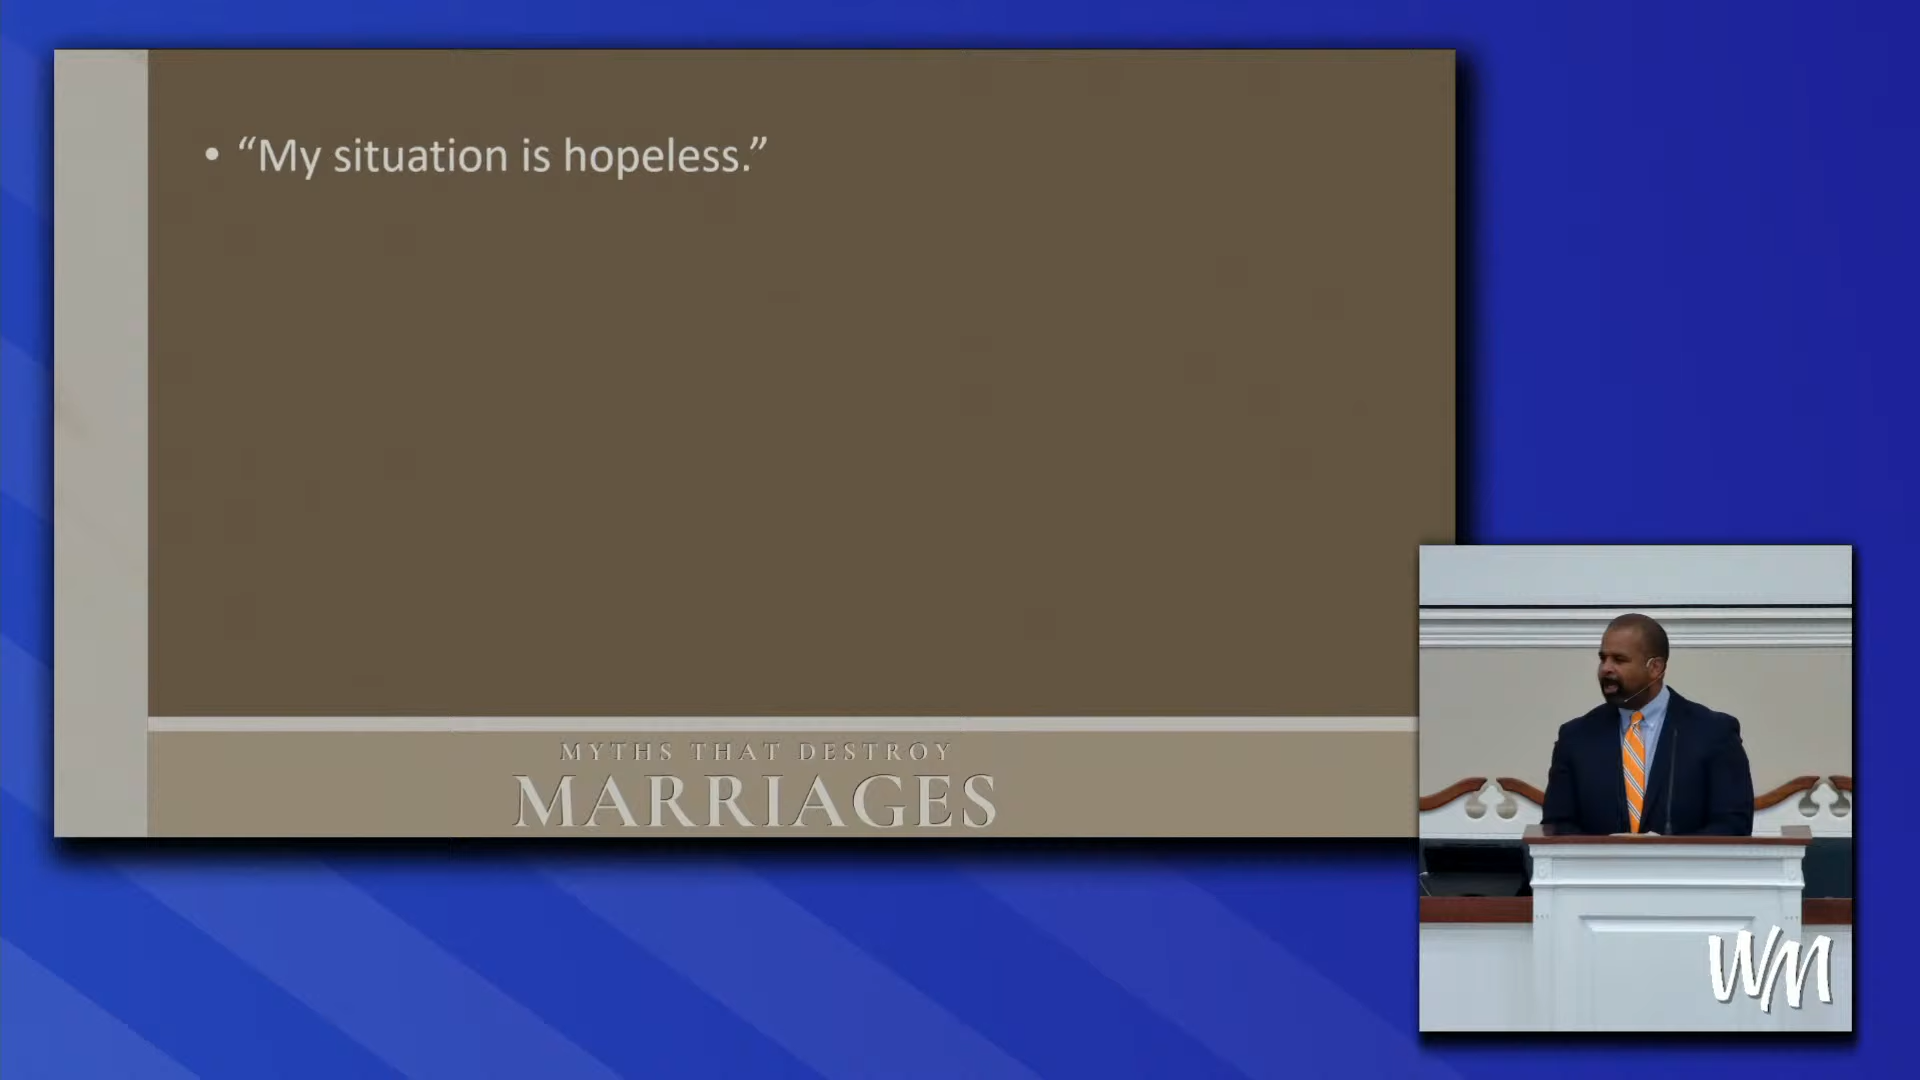 • “My situation is hopeless.”
MYTHS THAT DESTROY
MARRIAGES
WM